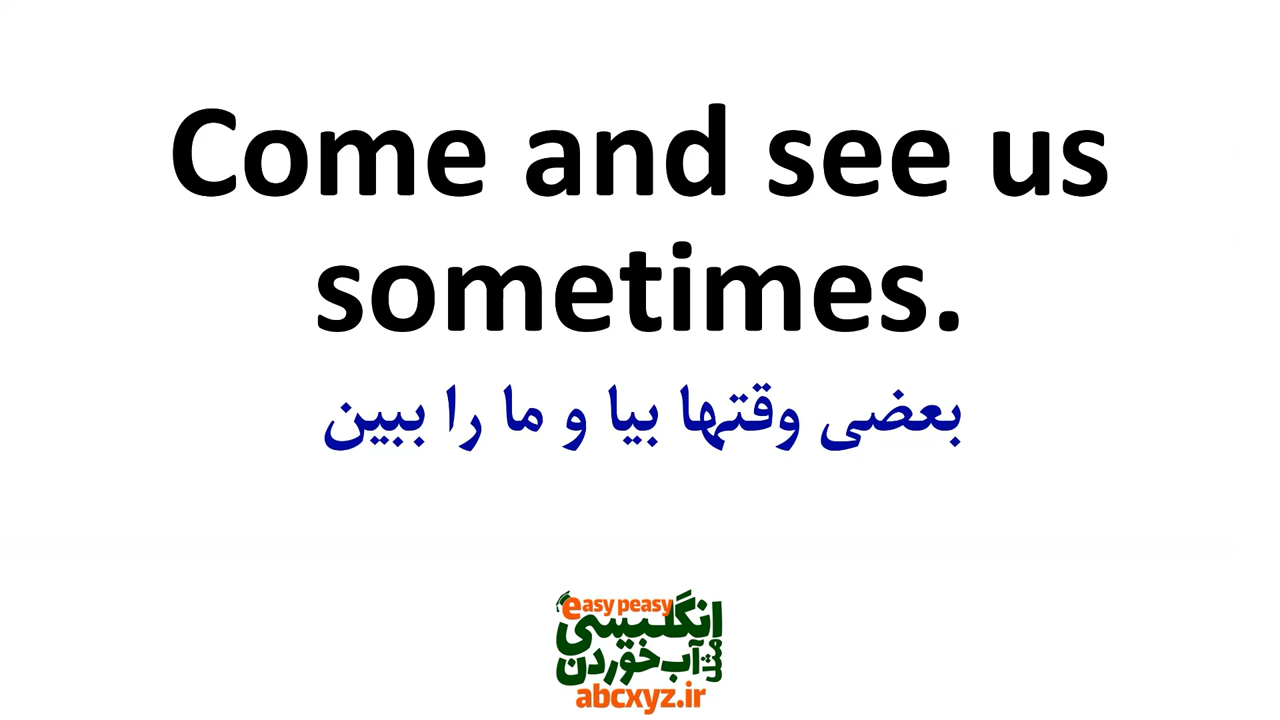 Come and see us
sometimes.
بعضی وقتها بیا و ما را ببین
easy peasy
انگلیسی
مثل آب خوردن
abcxyz.ir